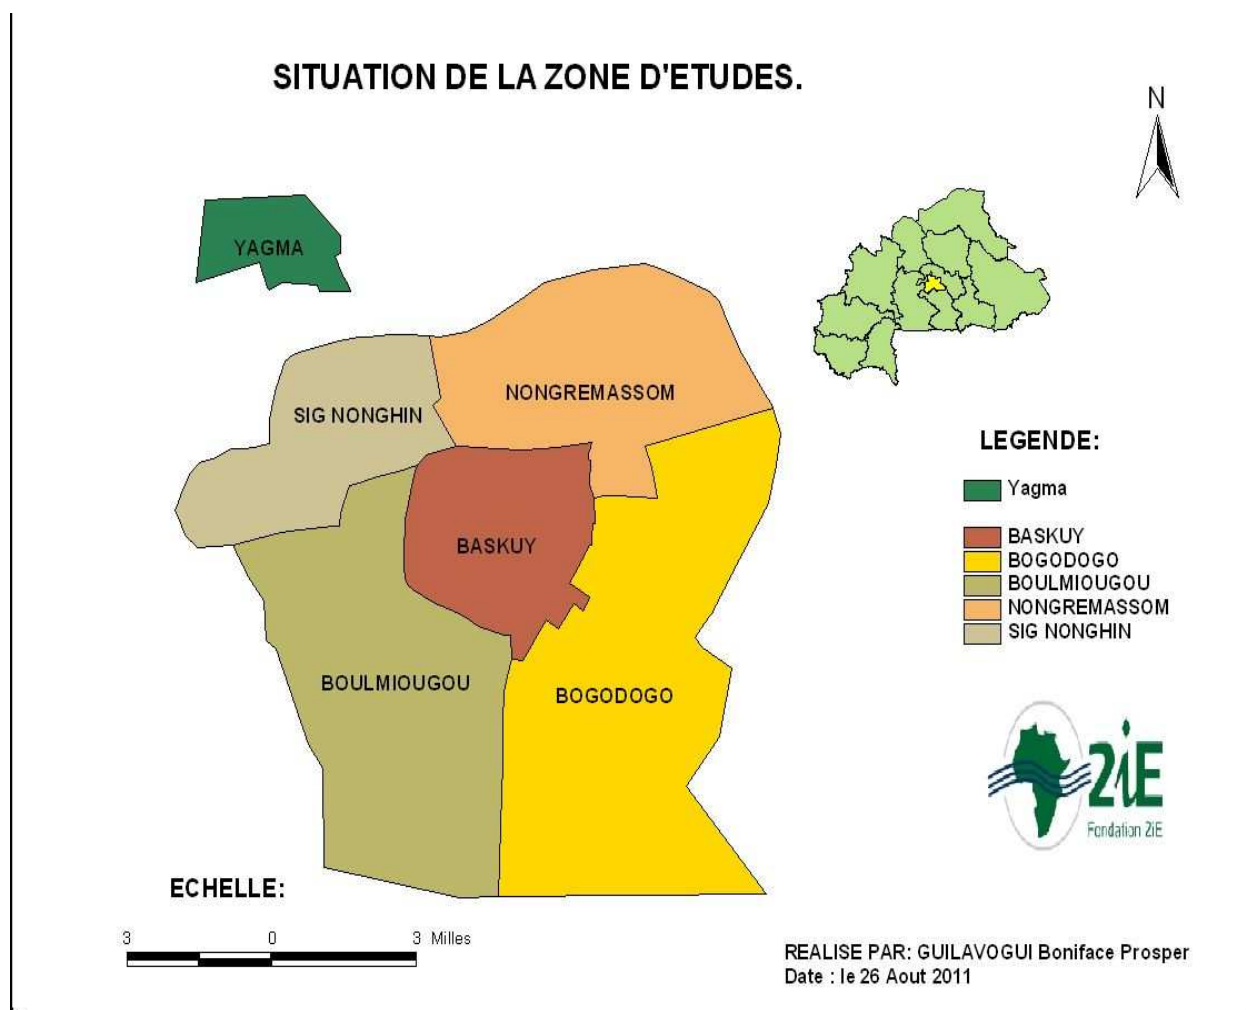 SITUATION DE LA ZONE D'ETUDES.
N
YAGMA
NONGREMASSOM
SIG NONGHIN
BASKUY
BOULMIOUGOU
BOGODOGO
LEGENDE:
Yagma
BASKUY
BOGODOGO
BOULMIOUGOU
NONGREMASSOM
SIG NONGHIN
2iE
Fondation 2iE
ECHELLE:
3 0 3 Milles
REALISE PAR: GUILAVOGUI Boniface Prosper
Date : le 26 Aout 2011